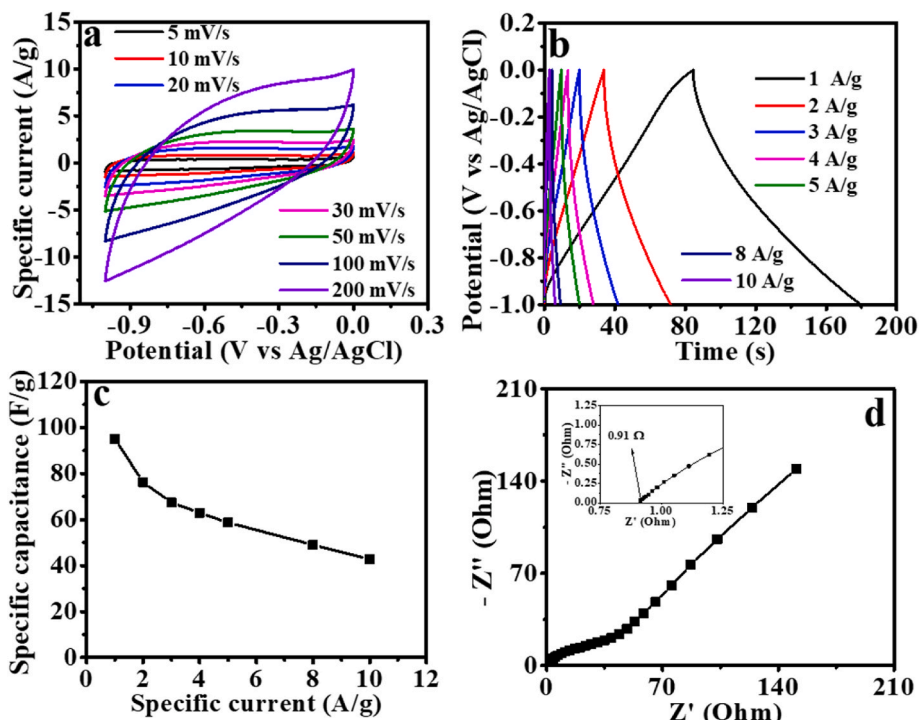 a
5 mV/s
10 mV/s
20 mV/s
30 mV/s
50 mV/s
100 mV/s
200 mV/s
Specific current (A/g)
15
10
5
0
-5
-10
-15
-0.9 -0.6 -0.3 0.0 0.3
Potential (V vs Ag/AgCl)
b
1 A/g
2 A/g
3 A/g
4 A/g
5 A/g
8 A/g
10 A/g
Potential (V vs Ag/AgCl)
0.2
0.0
-0.2
-0.4
-0.6
-0.8
-1.0
0 40 80 120 160 200
Time (s)
c
Specific capacitance (F/g)
120
100
80
60
40
20
0
0 2 4 6 8 10 12
Specific current (A/g)
d
- Z'' (Ohm)
210
140
70
0
0 70 140 210
Z' (Ohm)
0.91 Ω
- Z'' (Ohm)
1.25
1.00
0.75
0.50
0.25
0.00
0.75 1.00 1.25
Z' (Ohm)